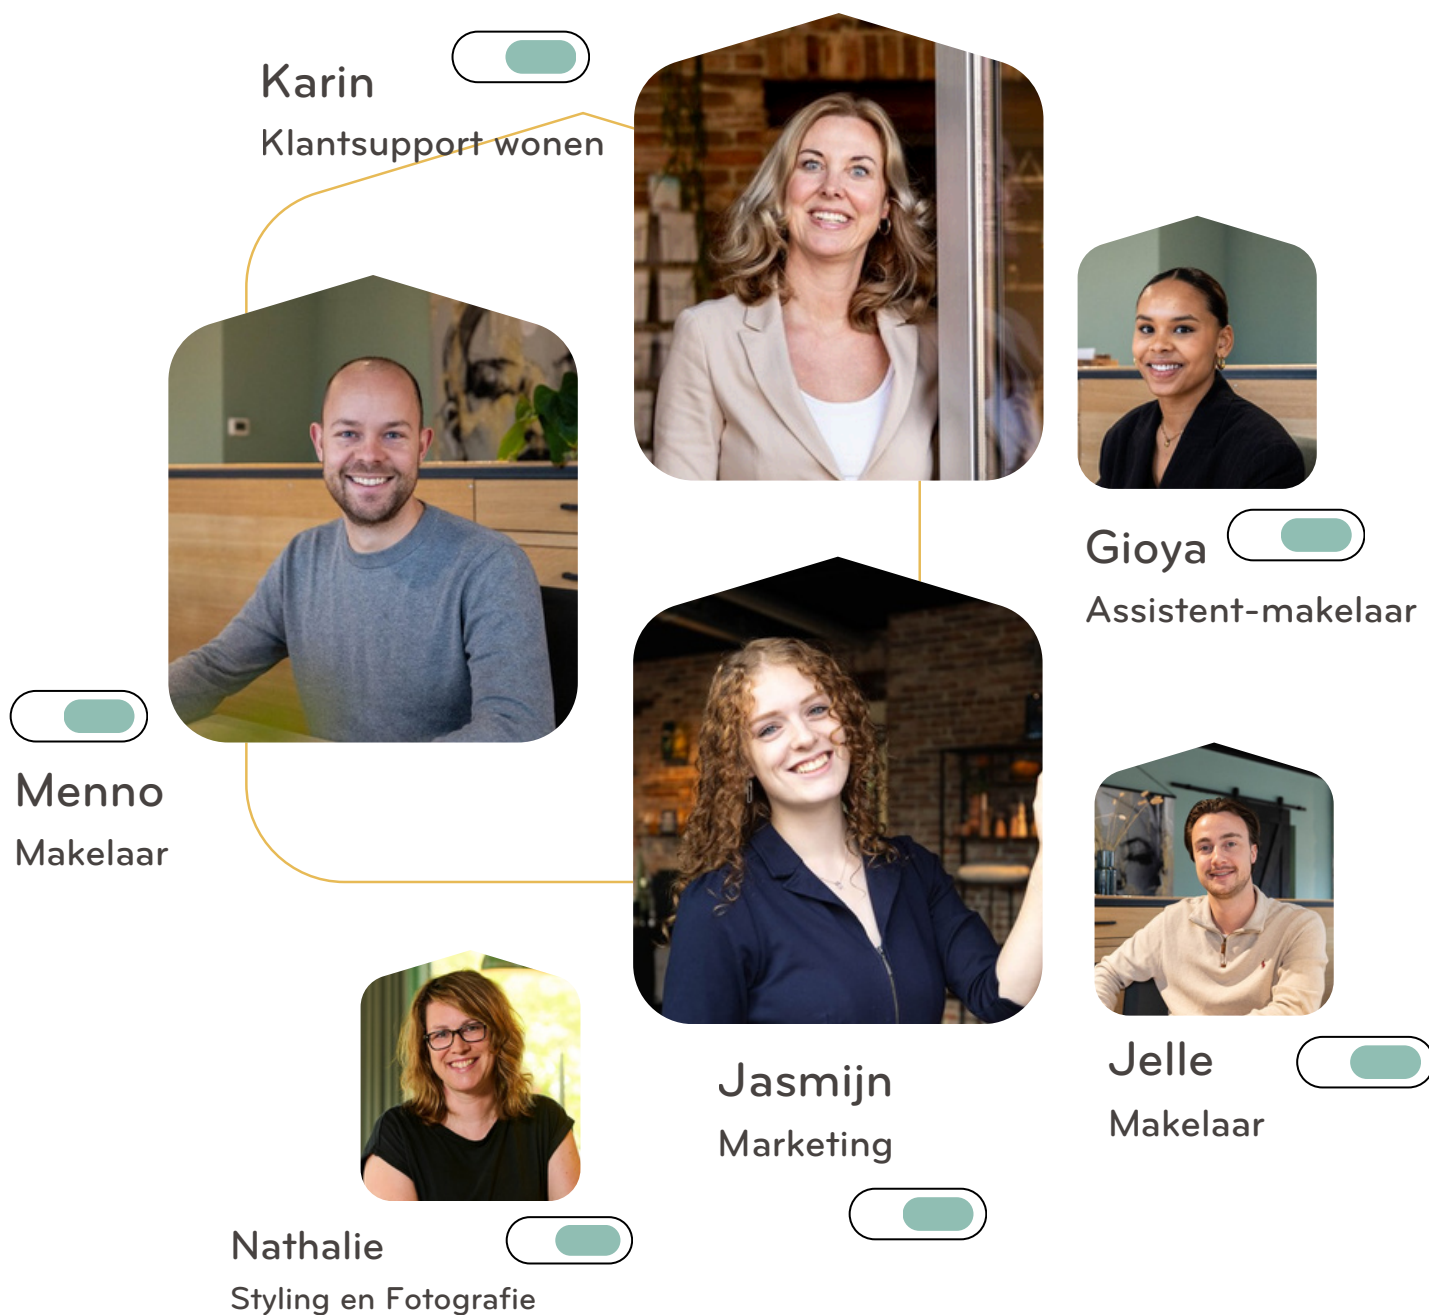 Karin
Klantsupport wonen
Gioya
Assistent-makelaar
Menno
Makelaar
Jelle
Makelaar
Jasmijn
Marketing
Nathalie
Styling en Fotografie